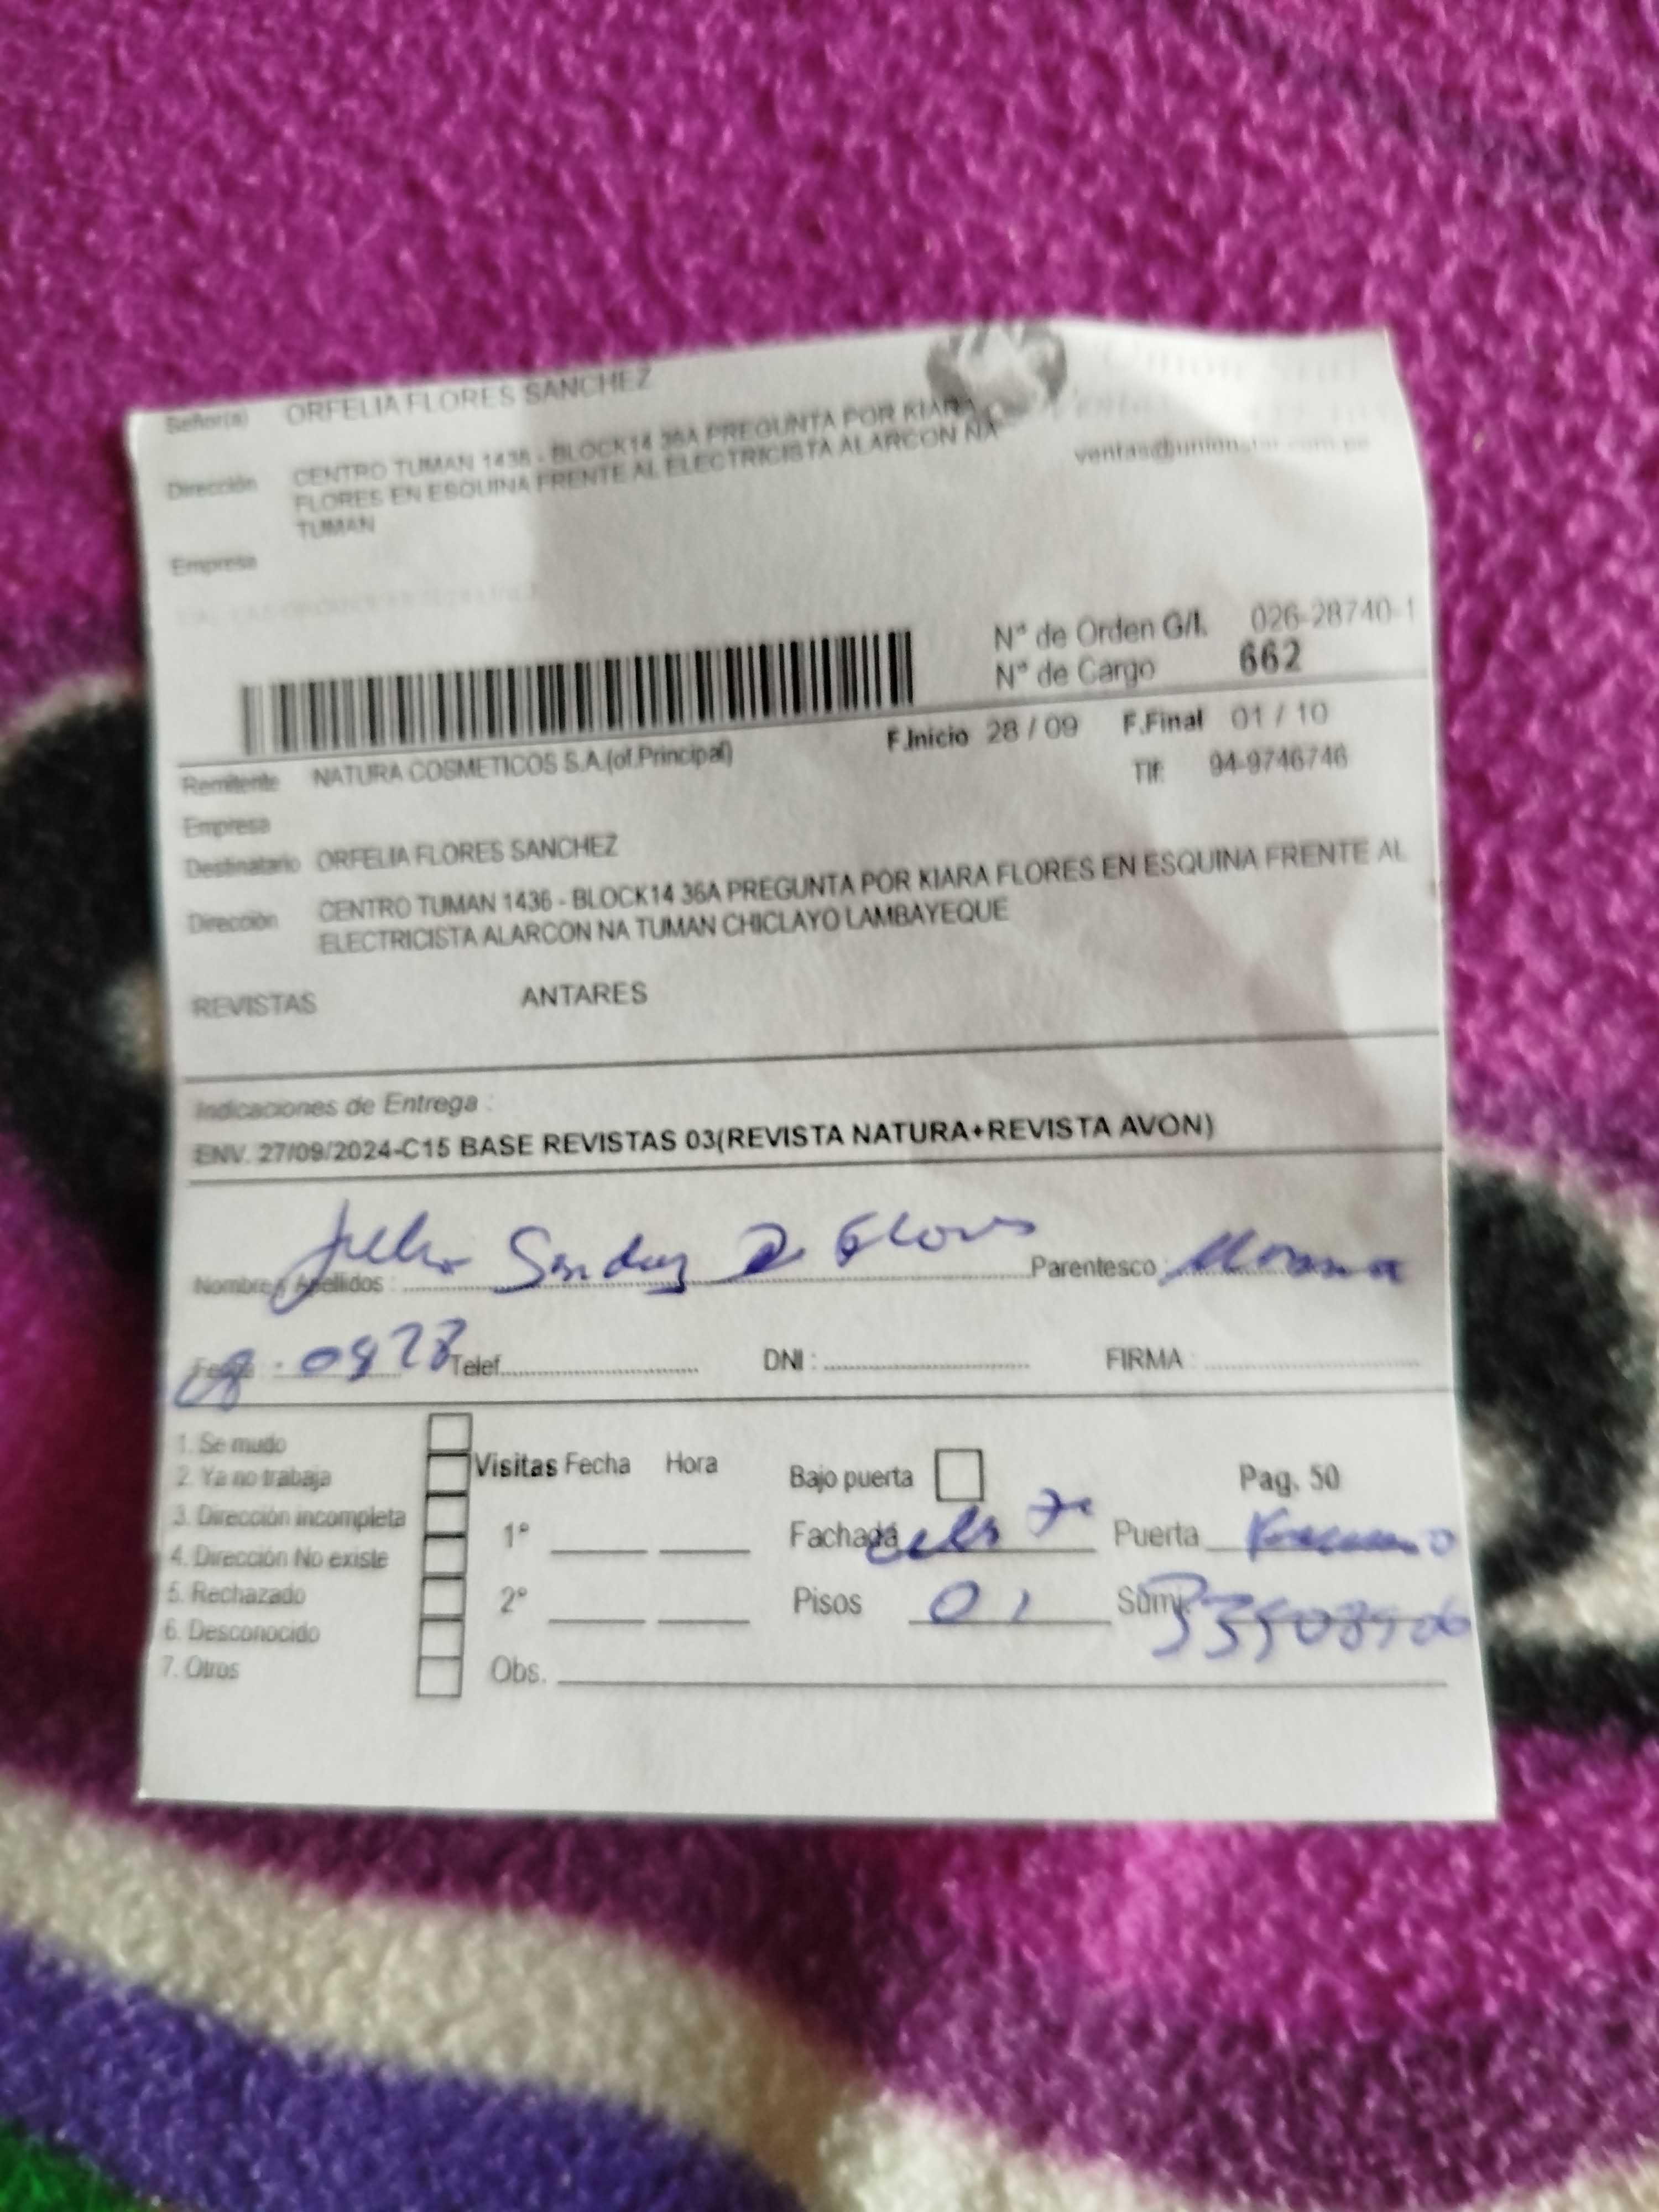 Señor(a) ORFELIA FLORES SANCHEZ
Dirección CENTRO TUMAN 1436 - BLOCK14 36A PREGUNTA POR KIARA
FLORES EN ESQUINA FRENTE AL ELECTRICISTA ALARCON NA
TUMAN
ventas@unionstar.com.pe
Empresa
N° de Orden G/I. 026-28740-1
N° de Cargo 662
F.Inicio 28 / 09 F.Final 01 / 10
Remitente NATURA COSMETICOS S.A.(of.Principal)
Tlf: 94-9746746
Empresa
Destinatario ORFELIA FLORES SANCHEZ
Dirección CENTRO TUMAN 1436 - BLOCK14 36A PREGUNTA POR KIARA FLORES EN ESQUINA FRENTE AL
ELECTRICISTA ALARCON NA TUMAN CHICLAYO LAMBAYEQUE
REVISTAS ANTARES
Indicaciones de Entrega :
ENV. 27/09/2024-C15 BASE REVISTAS 03(REVISTA NATURA+REVISTA AVON)
Nombre y Apellidos : Parentesco :
Fecha : Telef. DNI : FIRMA :
1. Se mudo
2. Ya no trabaja
3. Dirección incompleta
4. Dirección No existe
5. Rechazado
6. Desconocido
7. Otros
Visitas Fecha Hora
1°
2°
Obs.
Bajo puerta Pag. 50
Fachada Puerta
Pisos 01 Sumi